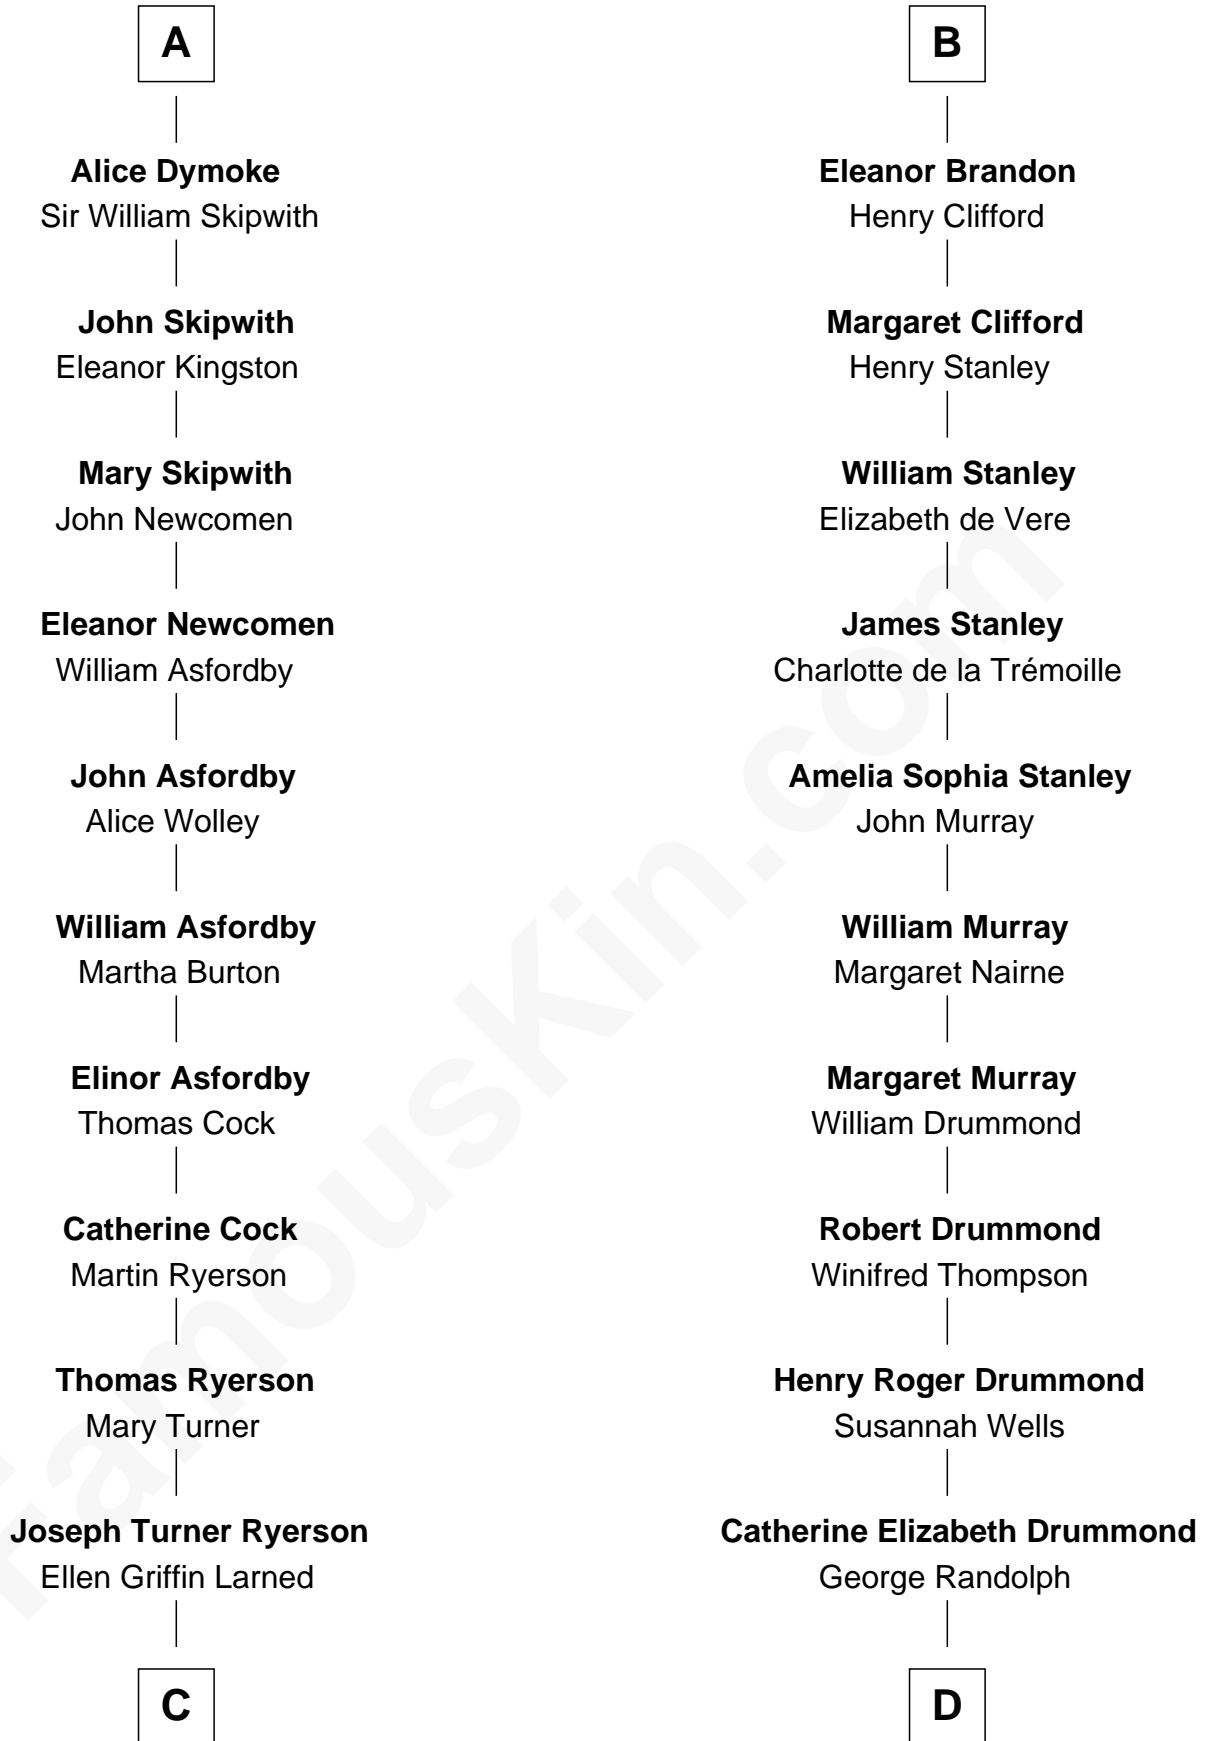 A
Alice Dymoke
Sir William Skipwith
John Skipwith
Eleanor Kingston
Mary Skipwith
John Newcomen
Eleanor Newcomen
William Asfordby
John Asfordby
Alice Wolley
William Asfordby
Martha Burton
Elinor Asfordby
Thomas Cock
Catherine Cock
Martin Ryerson
Thomas Ryerson
Mary Turner
Joseph Turner Ryerson
Ellen Griffin Larned
C
B
Eleanor Brandon
Henry Clifford
Margaret Clifford
Henry Stanley
William Stanley
Elizabeth de Vere
James Stanley
Charlotte de la Trémoille
Amelia Sophia Stanley
John Murray
William Murray
Margaret Nairne
Margaret Murray
William Drummond
Robert Drummond
Winifred Thompson
Henry Roger Drummond
Susannah Wells
Catherine Elizabeth Drummond
George Randolph
D
FamousKin.com